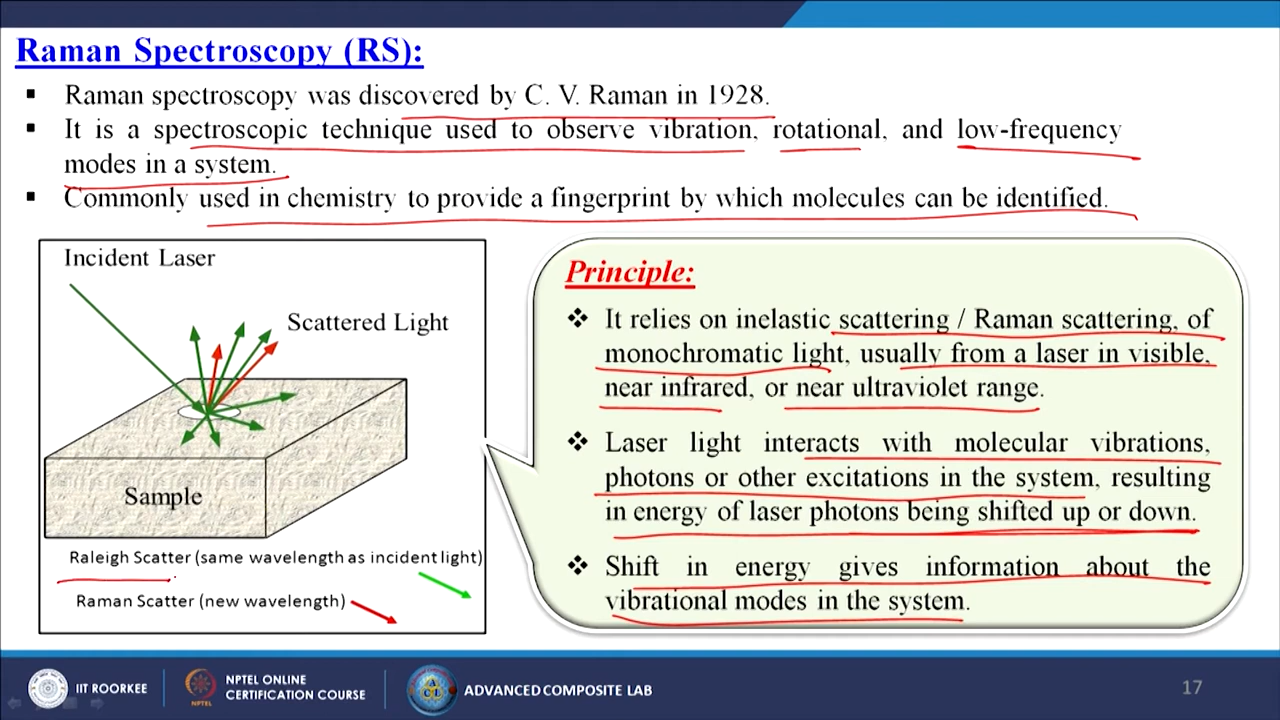 Raman Spectroscopy (RS):
▪ Raman spectroscopy was discovered by C. V. Raman in 1928.
▪ It is a spectroscopic technique used to observe vibration, rotational, and low-frequency
modes in a system.
▪ Commonly used in chemistry to provide a fingerprint by which molecules can be identified.
Incident Laser
Scattered Light
Sample
Raleigh Scatter (same wavelength as incident light)
Raman Scatter (new wavelength)
Principle:
❖ It relies on inelastic scattering / Raman scattering, of
monochromatic light, usually from a laser in visible,
near infrared, or near ultraviolet range.
❖ Laser light interacts with molecular vibrations,
photons or other excitations in the system, resulting
in energy of laser photons being shifted up or down.
❖ Shift in energy gives information about the
vibrational modes in the system.
IIT ROORKEE
NPTEL
NPTEL ONLINE
CERTIFICATION COURSE
ADVANCED COMPOSITE LAB
17